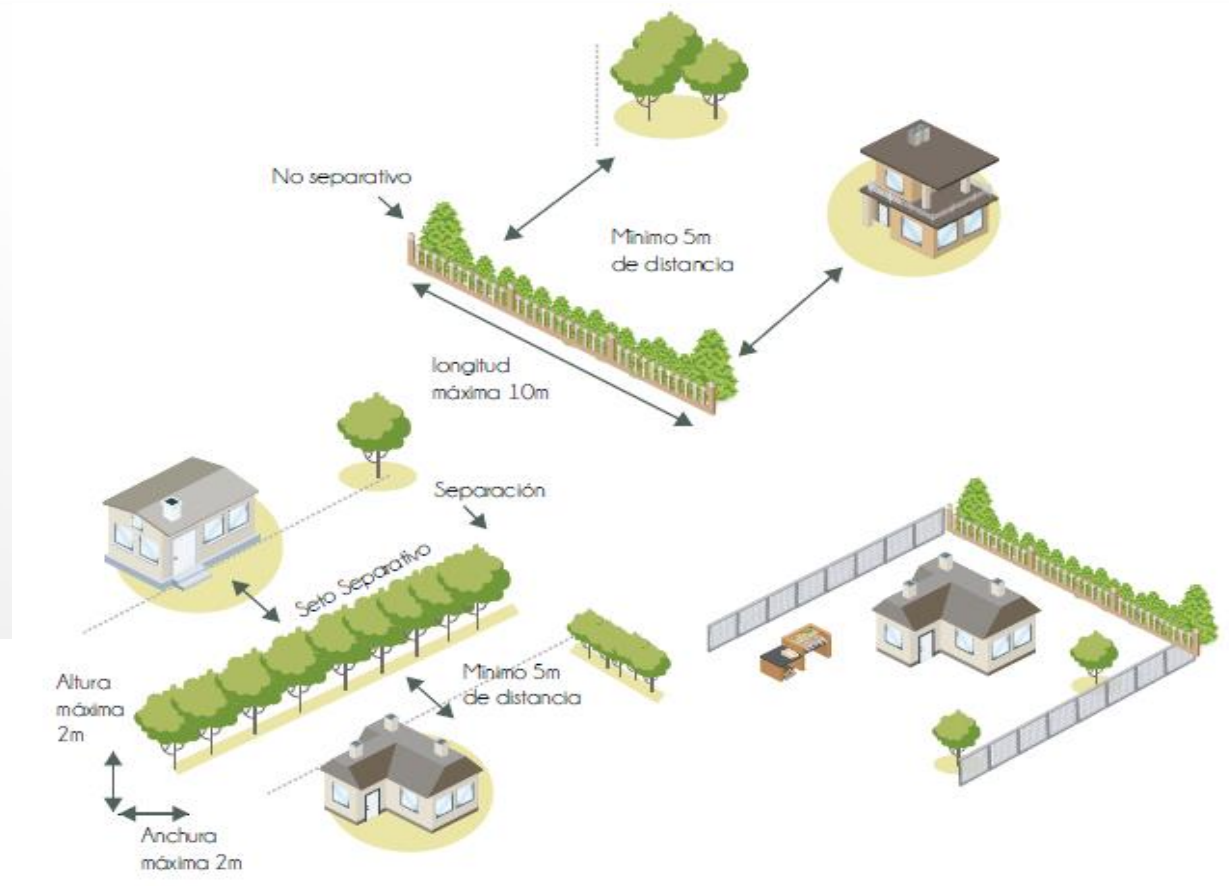 No separativo
Mínimo 5m
de distancia
longitud
máxima 10m
Separación
Seto Separativo
Mínimo 5m
de distancia
Altura
máxima
2m
Anchura
máxima 2m